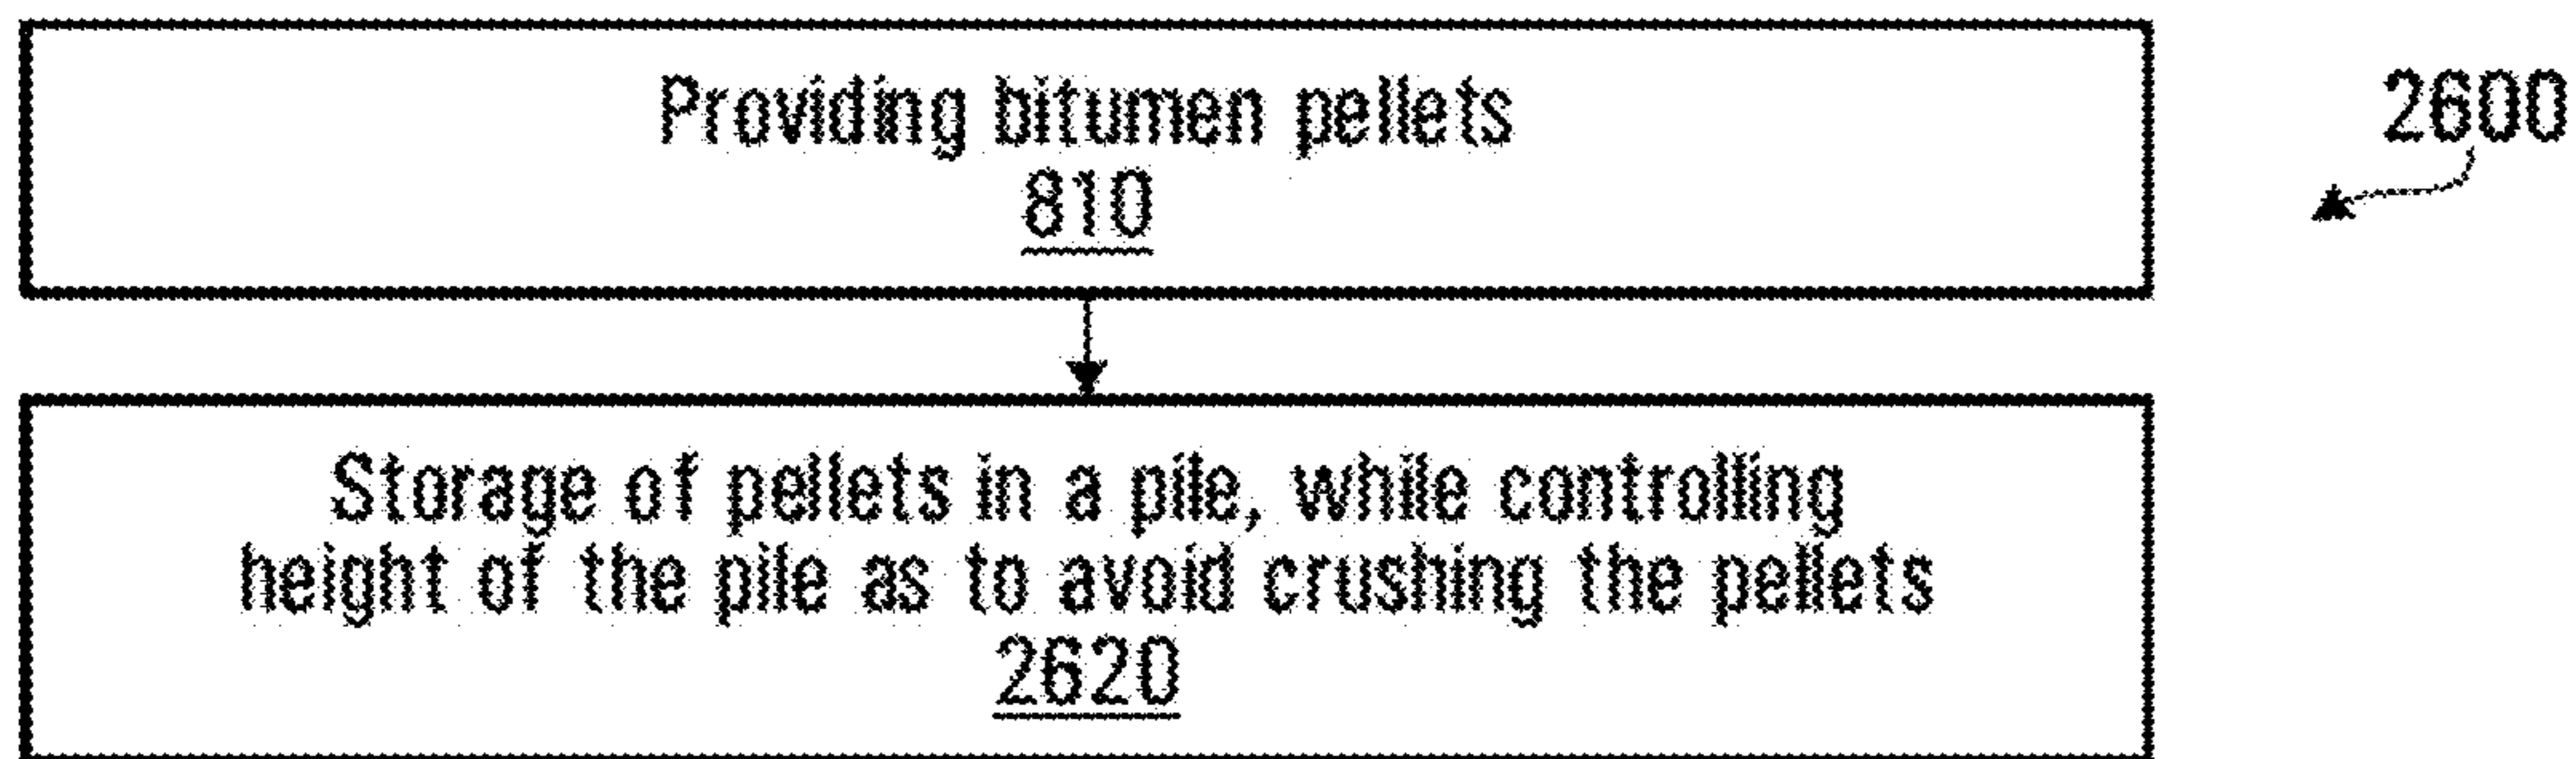 Providing bitumen pellets
810
2600
Storage of pellets in a pile, while controlling
height of the pile as to avoid crushing the pellets
2620